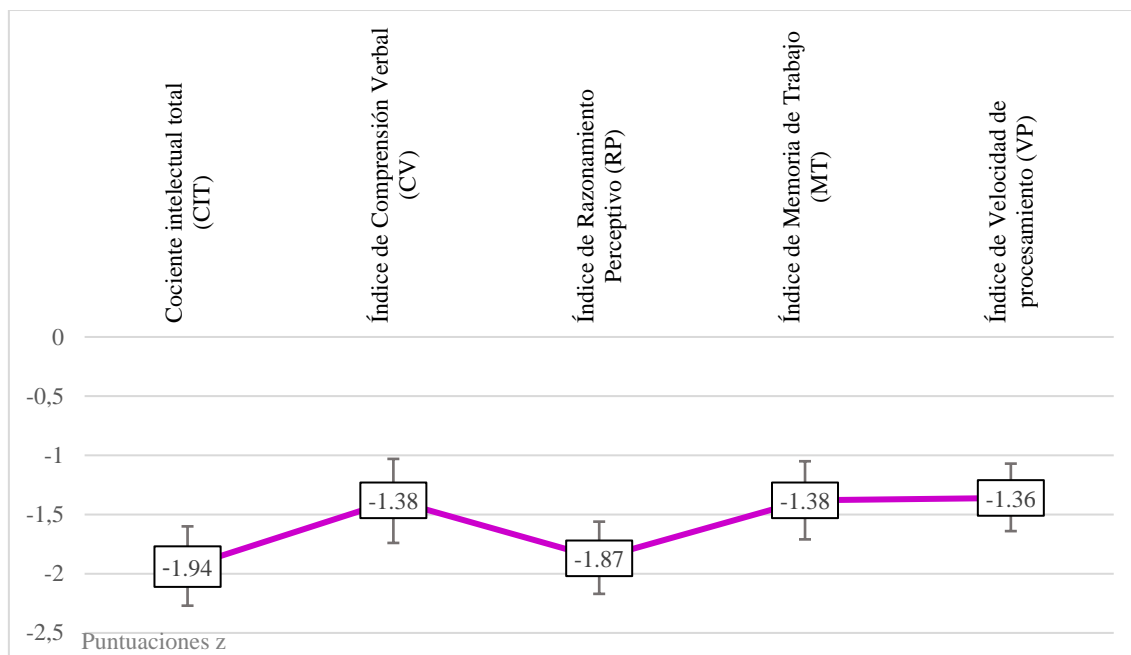 Cociente intelectual total
(CIT)
Índice de Comprensión Verbal
(CV)
Índice de Razonamiento
Perceptivo (RP)
Índice de Memoria de Trabajo
(MT)
Índice de Velocidad de
procesamiento (VP)
0
-0,5
-1
-1,5
-2
-2,5
-1.94
-1.38
-1.87
-1.38
-1.36
Puntuaciones z